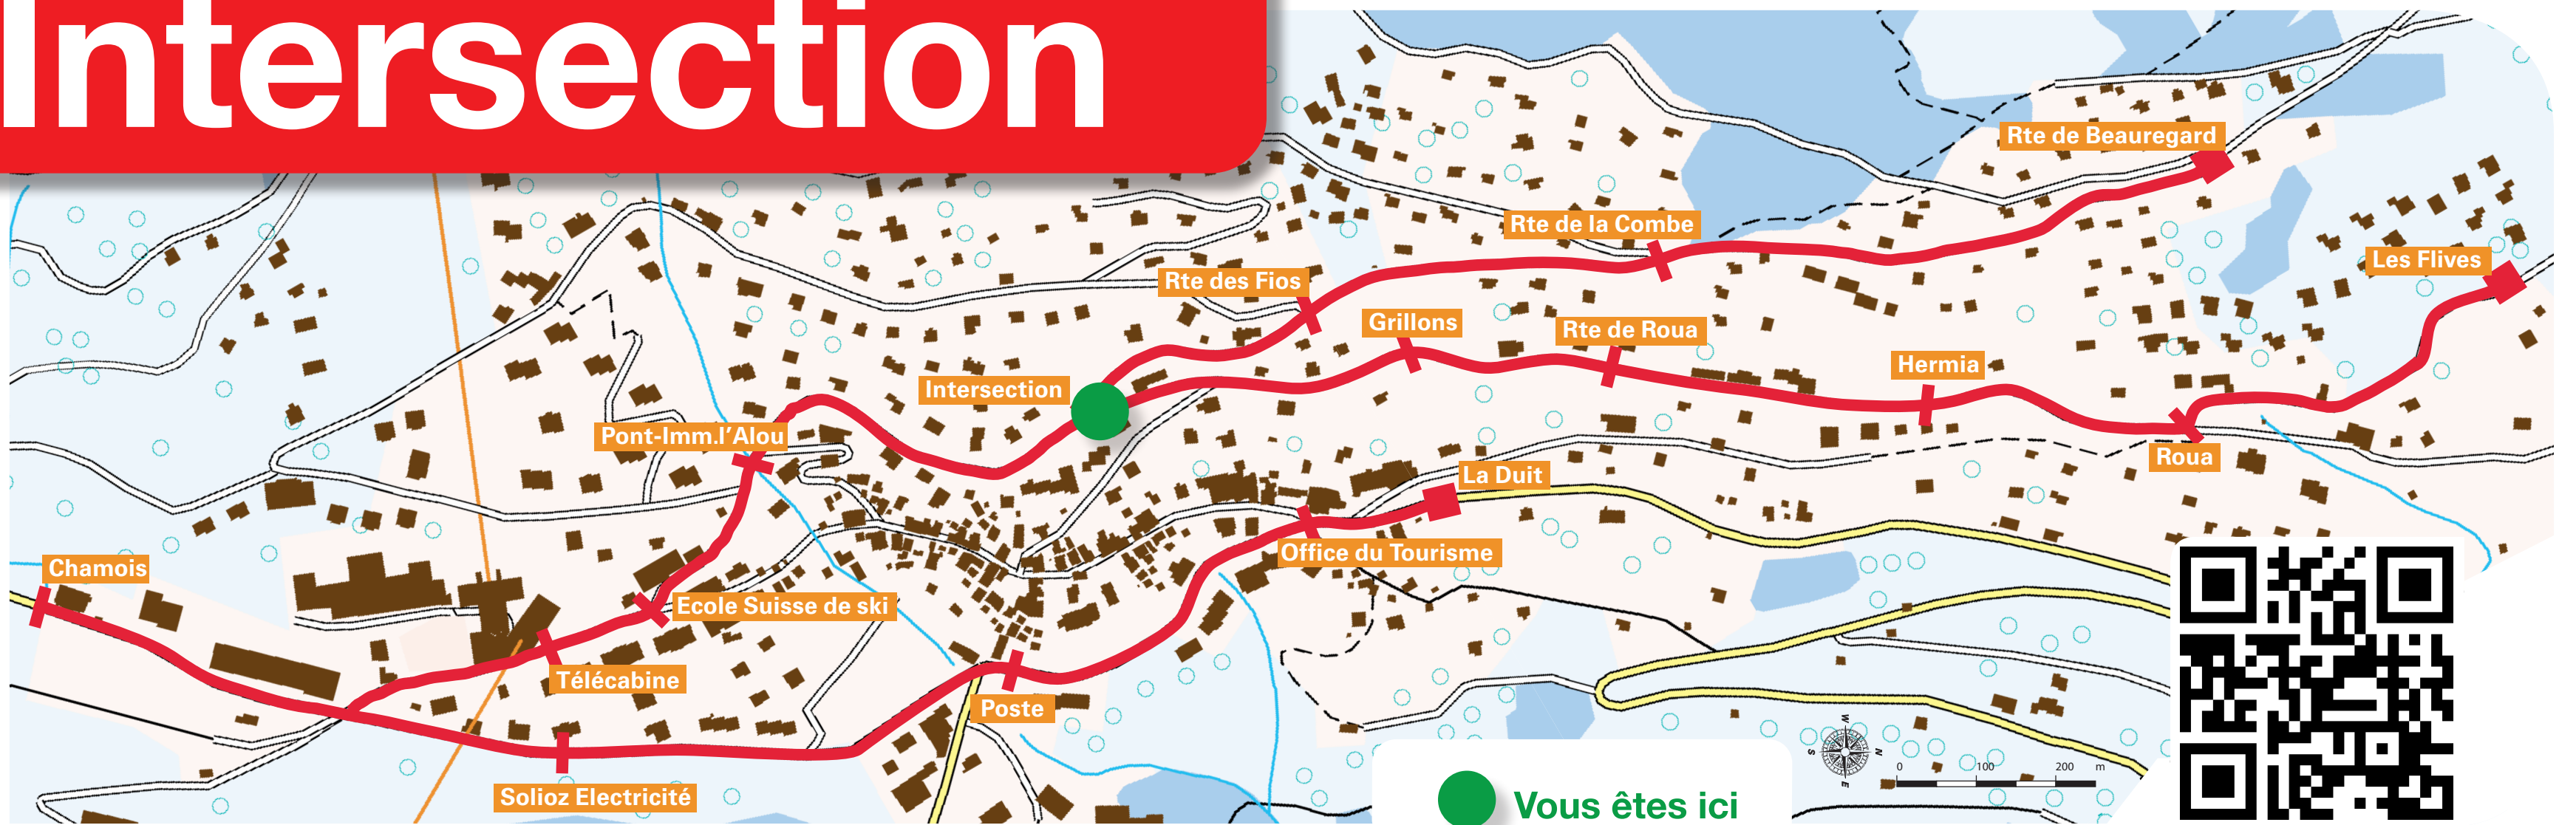 Intersection
Rte de Beauregard
Rte de la Combe
Les Flives
Rte des Fios
Grillons
Rte de Roua
Hermia
Intersection
Pont-Imm.l'Alou
Roua
La Duit
Office du Tourisme
Chamois
Ecole Suisse de ski
Télécabine
Poste
Solioz Electricité
W
S
N
E
0 100 200 m
Vous êtes ici